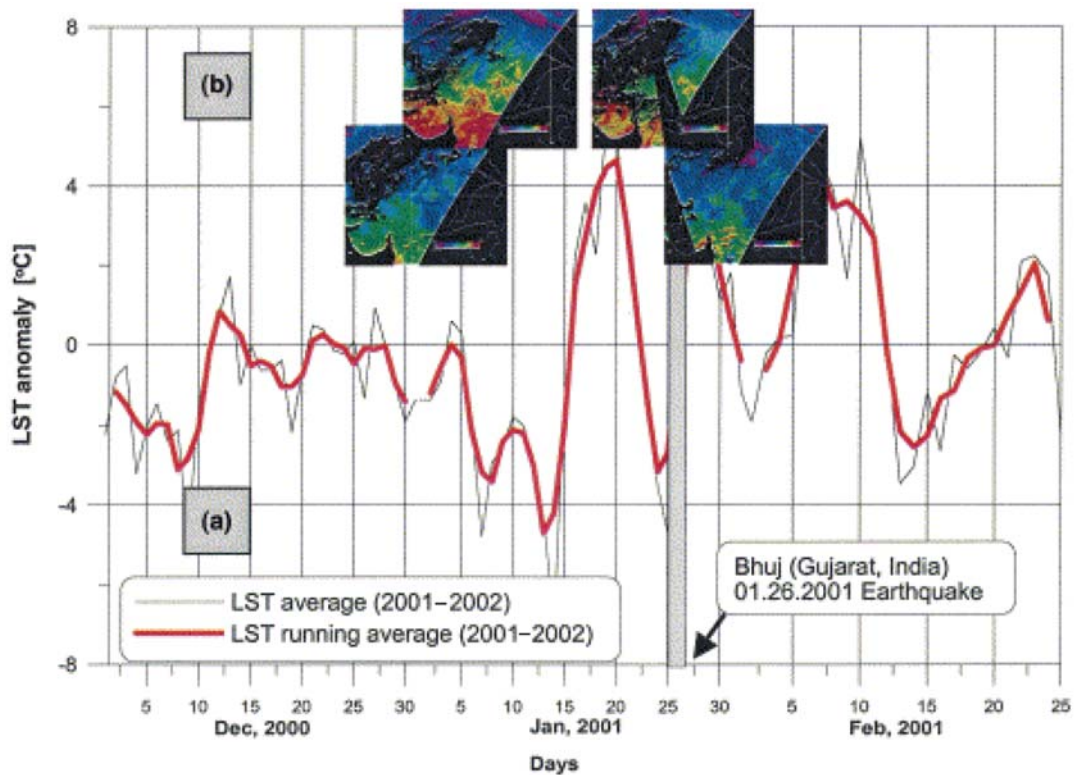 8
(b)
4
0
-4
-8
LST anomaly [ºC]
(a)
LST average (2001–2002)
LST running average (2001–2002)
Bhuj (Gujarat, India)
01.26.2001 Earthquake
5 10 15 20 25 30 5 10 15 20 25 30 5 10 15 20 25
Dec, 2000 Jan, 2001 Feb, 2001
Days